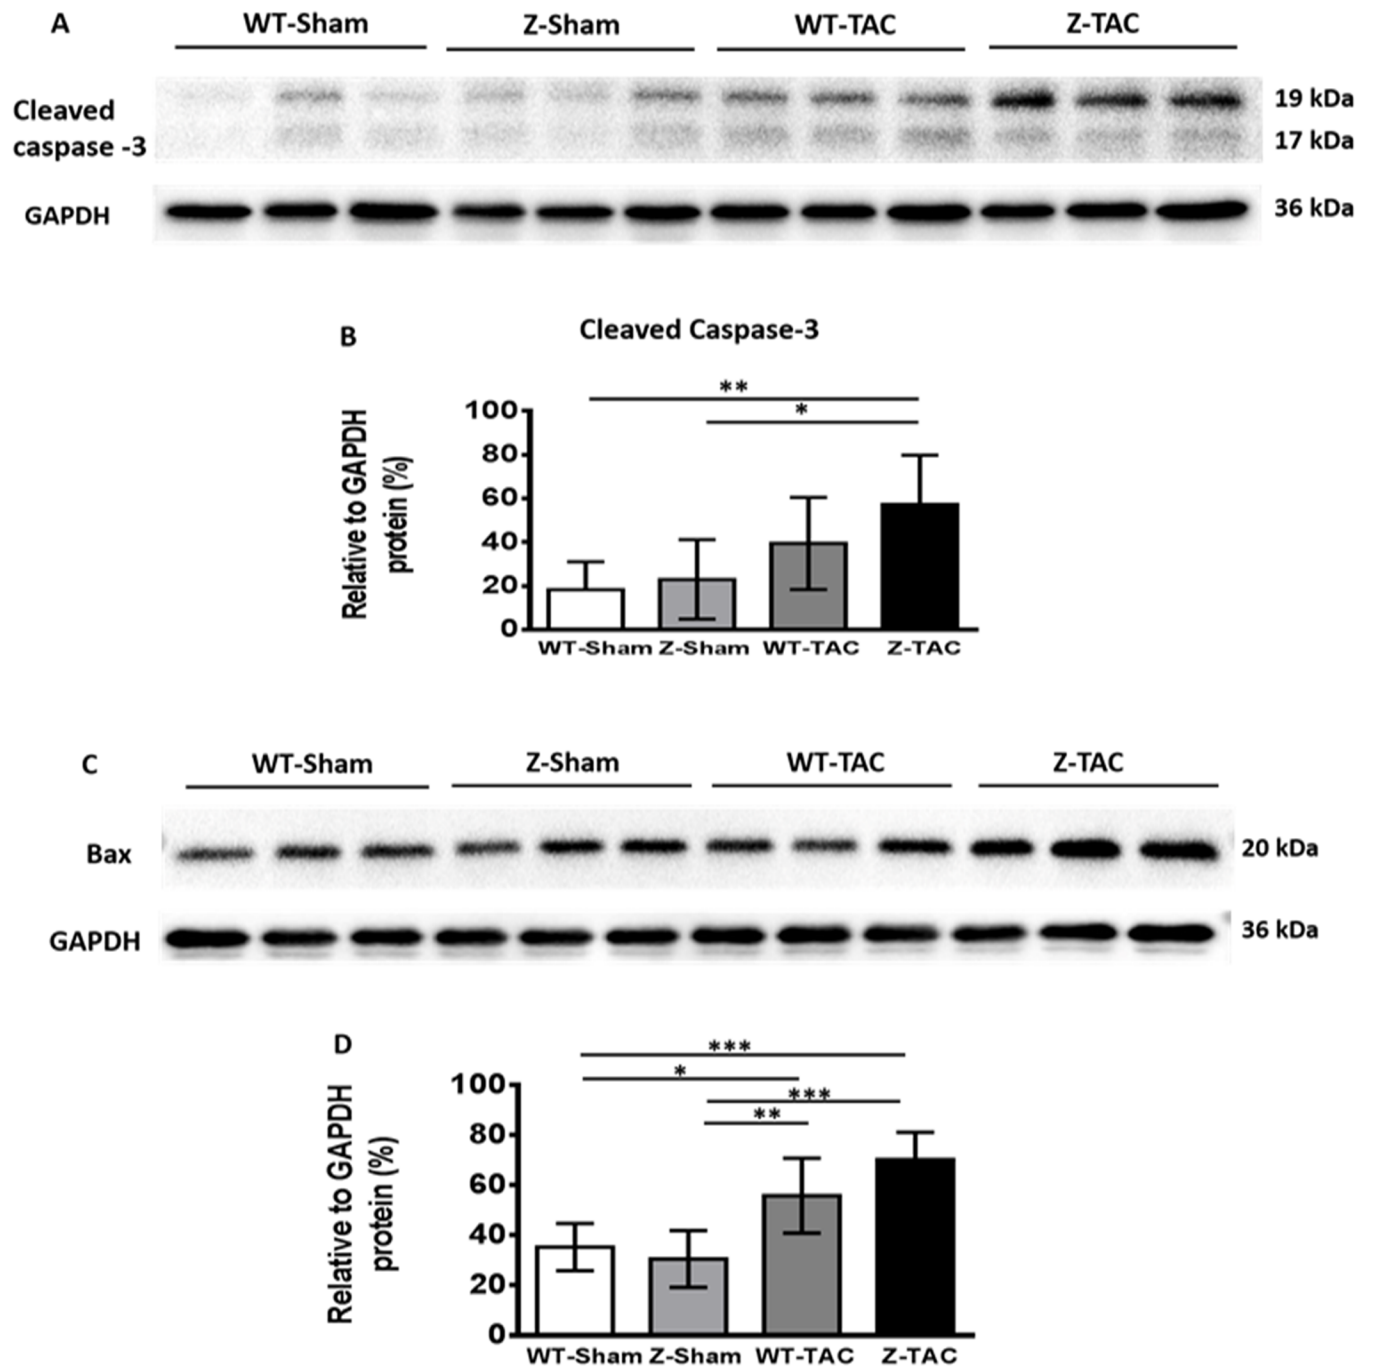 A
WT-Sham Z-Sham WT-TAC Z-TAC
Cleaved
caspase -3
19 kDa
17 kDa
GAPDH
36 kDa
B
Cleaved Caspase-3
**
*
Relative to GAPDH
protein (%)
100
80
60
40
20
0
WT-Sham Z-Sham WT-TAC Z-TAC
C
WT-Sham Z-Sham WT-TAC Z-TAC
Bax
20 kDa
GAPDH
36 kDa
D
***
*
***
**
Relative to GAPDH
protein (%)
100
80
60
40
20
0
WT-Sham Z-Sham WT-TAC Z-TAC